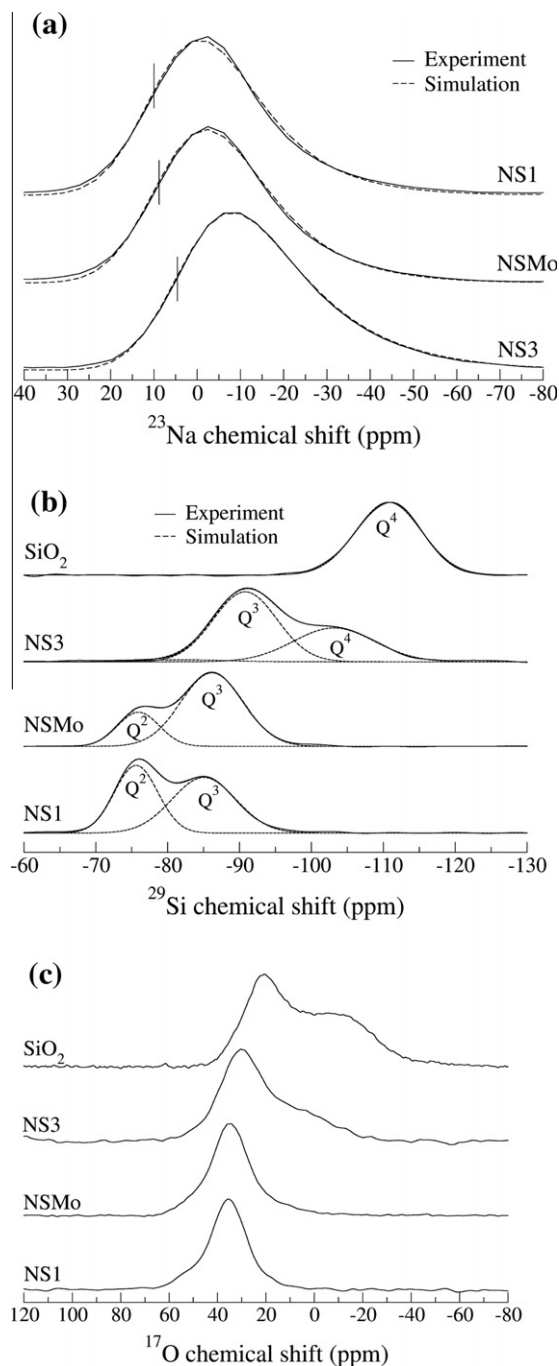 (a)
Experiment
Simulation
NS1
NSMo
NS3
40 30 20 10 0 -10 -20 -30 -40 -50 -60 -70 -80
²³Na chemical shift (ppm)
(b)
Experiment
Simulation
SiO₂
Q⁴
NS3
Q³
Q⁴
NSMo
Q²
Q³
NS1
Q²
Q³
-60 -70 -80 -90 -100 -110 -120 -130
²⁹Si chemical shift (ppm)
(c)
SiO₂
NS3
NSMo
NS1
120 100 80 60 40 20 0 -20 -40 -60 -80
¹⁷O chemical shift (ppm)